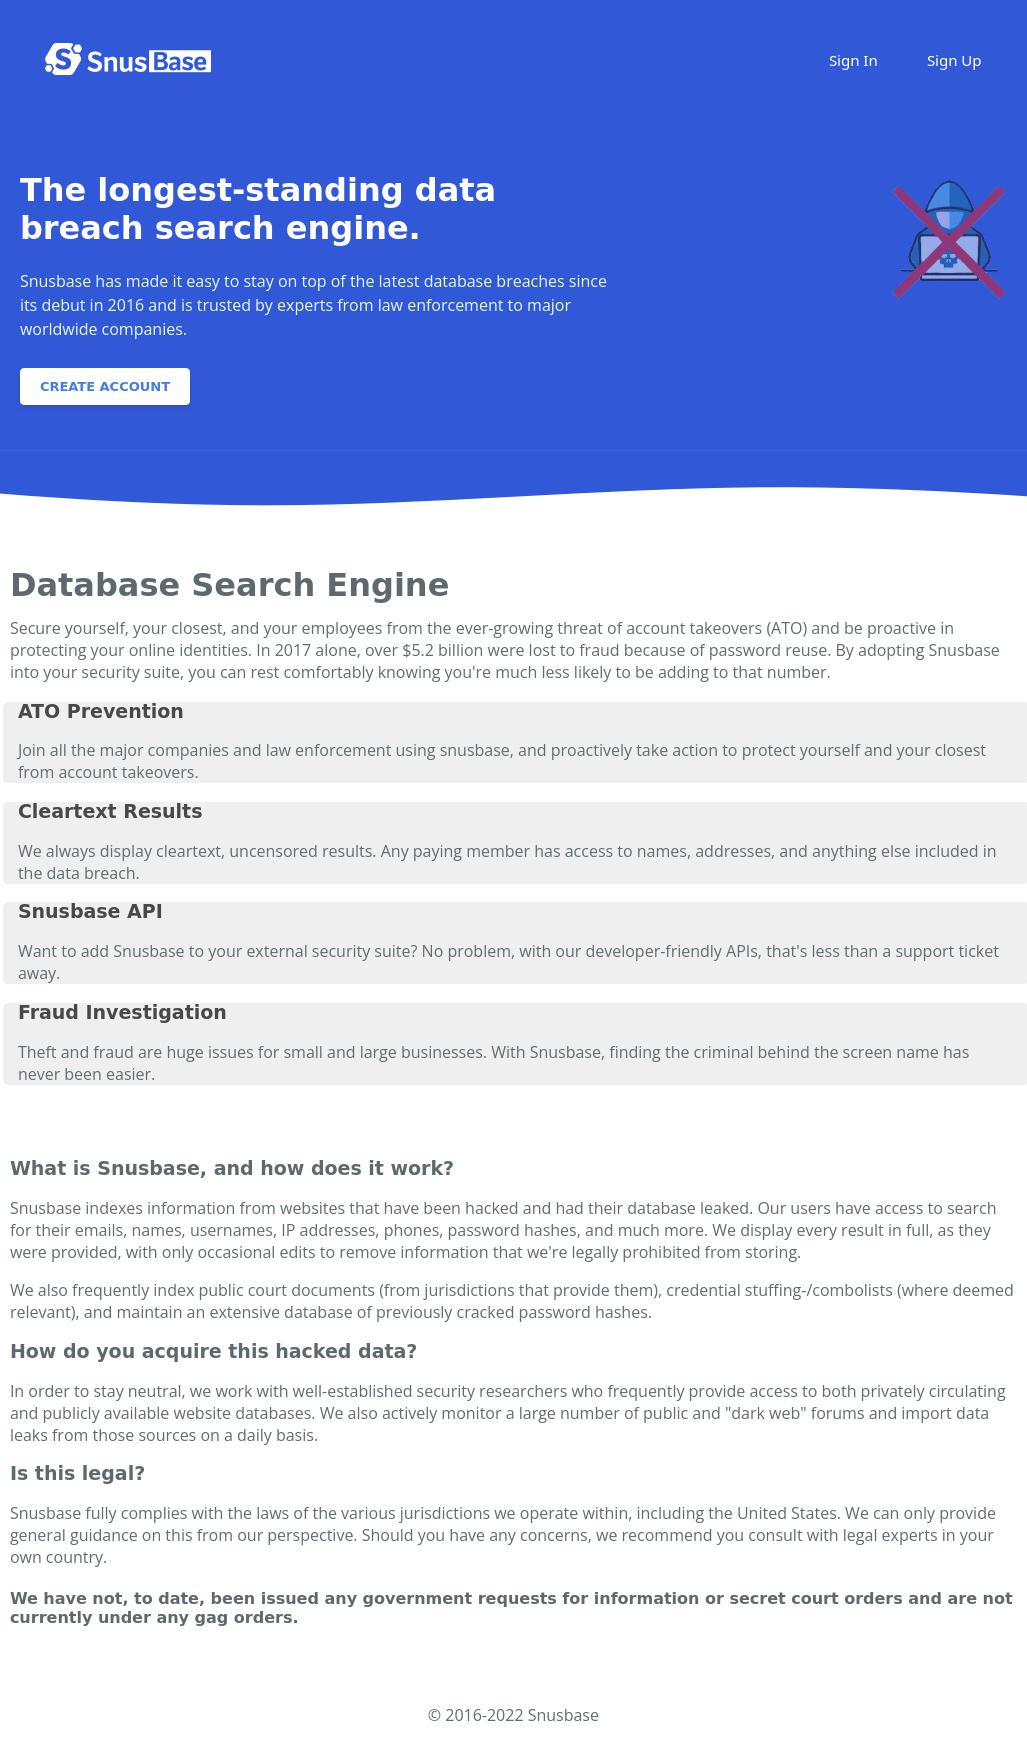 SnusBase
Sign In
Sign Up
The longest-standing data
breach search engine.
Snusbase has made it easy to stay on top of the latest database breaches since
its debut in 2016 and is trusted by experts from law enforcement to major
worldwide companies.
CREATE ACCOUNT
Database Search Engine
Secure yourself, your closest, and your employees from the ever-growing threat of account takeovers (ATO) and be proactive in
protecting your online identities. In 2017 alone, over $5.2 billion were lost to fraud because of password reuse. By adopting Snusbase
into your security suite, you can rest comfortably knowing you're much less likely to be adding to that number.
ATO Prevention
Join all the major companies and law enforcement using snusbase, and proactively take action to protect yourself and your closest
from account takeovers.
Cleartext Results
We always display cleartext, uncensored results. Any paying member has access to names, addresses, and anything else included in
the data breach.
Snusbase API
Want to add Snusbase to your external security suite? No problem, with our developer-friendly APIs, that's less than a support ticket
away.
Fraud Investigation
Theft and fraud are huge issues for small and large businesses. With Snusbase, finding the criminal behind the screen name has
never been easier.
What is Snusbase, and how does it work?
Snusbase indexes information from websites that have been hacked and had their database leaked. Our users have access to search
for their emails, names, usernames, IP addresses, phones, password hashes, and much more. We display every result in full, as they
were provided, with only occasional edits to remove information that we're legally prohibited from storing.
We also frequently index public court documents (from jurisdictions that provide them), credential stuffing-/combolists (where deemed
relevant), and maintain an extensive database of previously cracked password hashes.
How do you acquire this hacked data?
In order to stay neutral, we work with well-established security researchers who frequently provide access to both privately circulating
and publicly available website databases. We also actively monitor a large number of public and "dark web" forums and import data
leaks from those sources on a daily basis.
Is this legal?
Snusbase fully complies with the laws of the various jurisdictions we operate within, including the United States. We can only provide
general guidance on this from our perspective. Should you have any concerns, we recommend you consult with legal experts in your
own country.
We have not, to date, been issued any government requests for information or secret court orders and are not
currently under any gag orders.
© 2016-2022 Snusbase